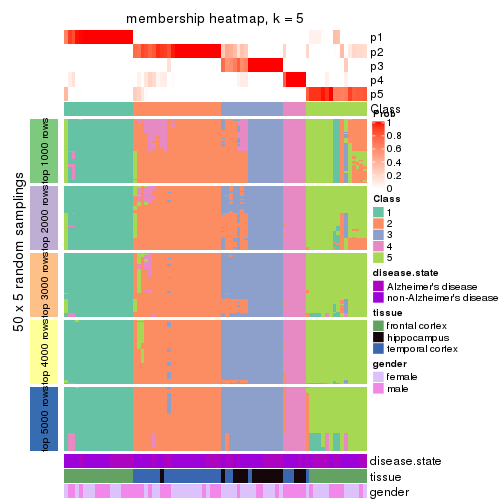 membership heatmap, k = 5
p1
p2
p3
p4
p5
Class
Prob
1
0.8
0.6
0.4
0.2
0
Class
1
2
3
4
5
disease.state
Alzheimer's disease
non-Alzheimer's disease
tissue
frontal cortex
hippocampus
temporal cortex
gender
female
male
50 x 5 random samplings
top 1000 rows
top 2000 rows
top 3000 rows
top 4000 rows
top 5000 rows
disease.state
tissue
gender